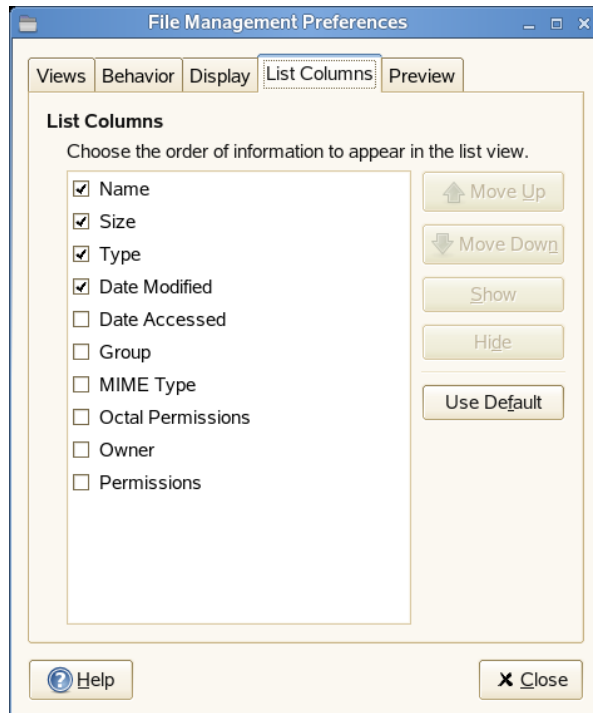 File Management Preferences
Views Behavior Display List Columns Preview
List Columns
Choose the order of information to appear in the list view.
Name
Size
Type
Date Modified
Date Accessed
Group
MIME Type
Octal Permissions
Owner
Permissions
Move Up
Move Down
Show
Hide
Use Default
Help
Close